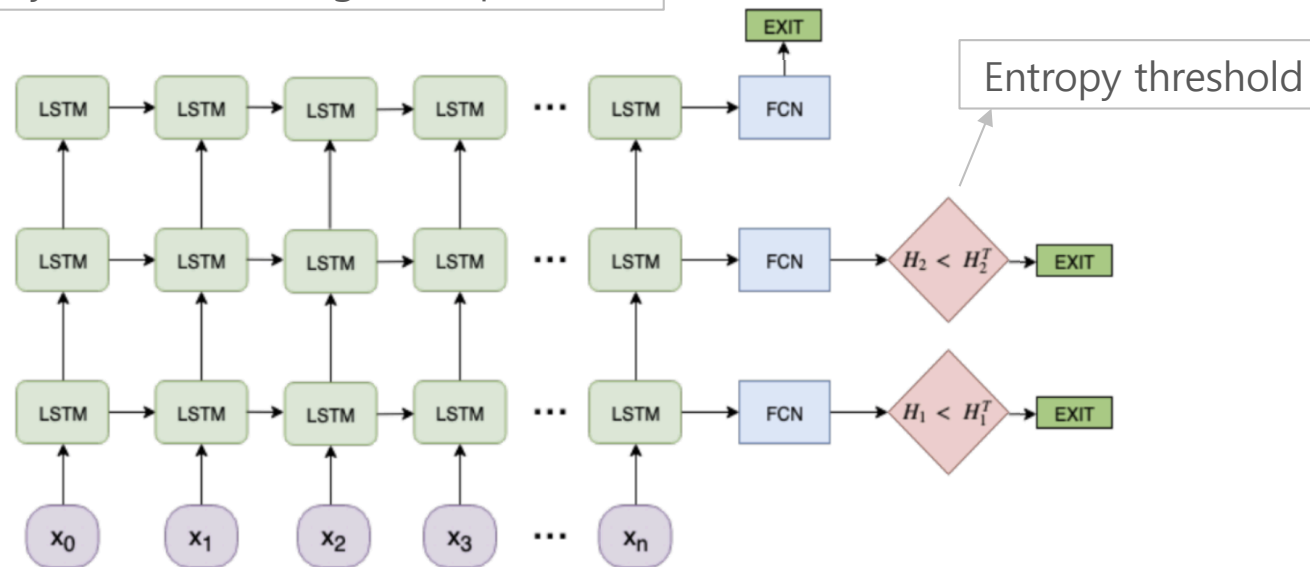 EXIT
Entropy threshold
LSTM LSTM LSTM LSTM ... LSTM FCN
LSTM LSTM LSTM LSTM ... LSTM FCN H₂ < H₂ᵀ EXIT
LSTM LSTM LSTM LSTM ... LSTM FCN H₁ < H₁ᵀ EXIT
x₀ x₁ x₂ x₃ ... xₙ